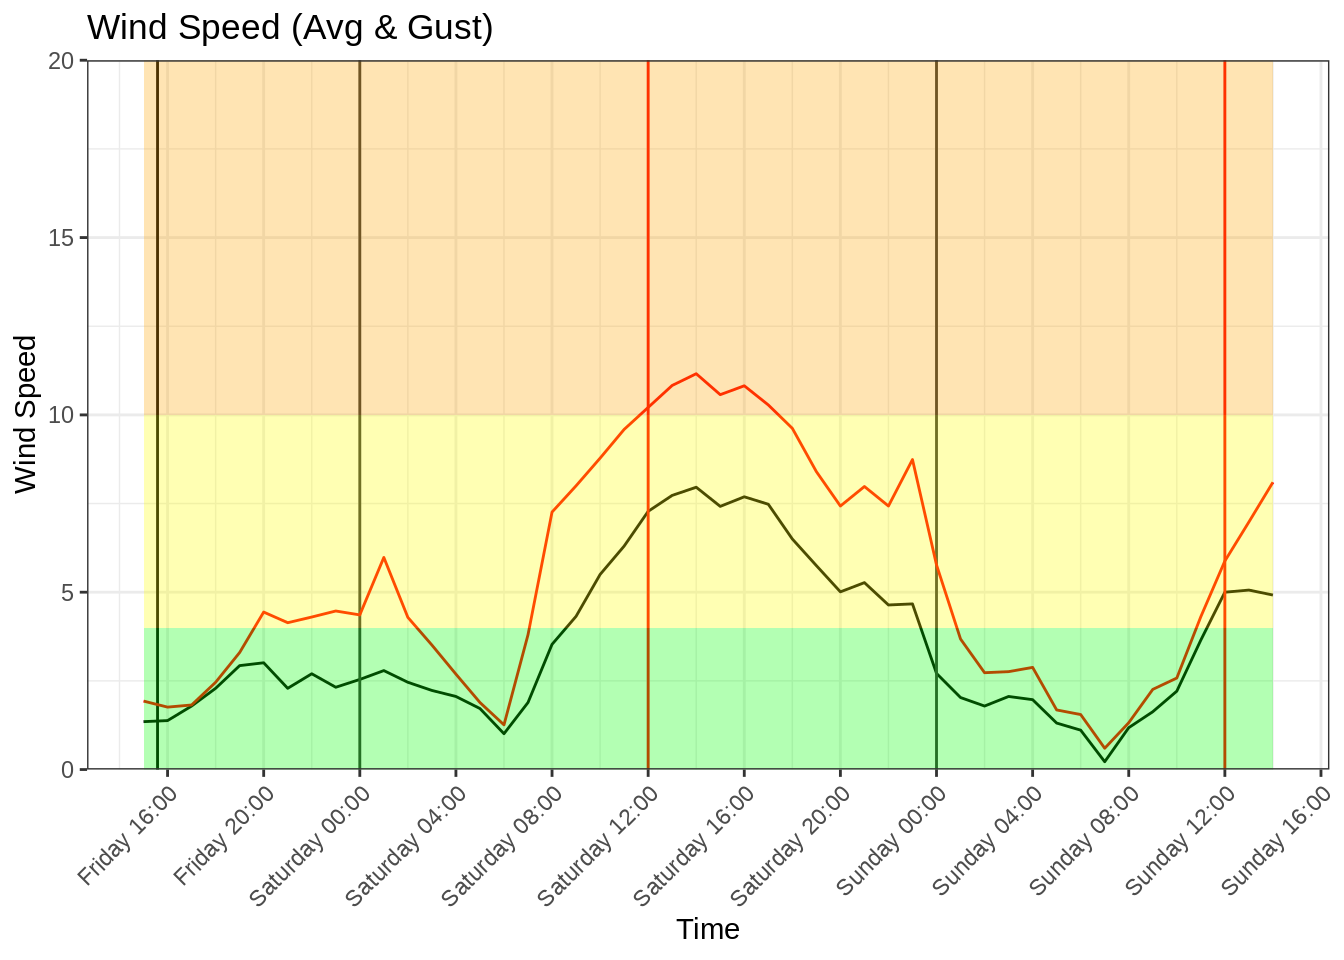 Wind Speed (Avg & Gust)
20
15
10
5
0
Wind Speed
Friday 16:00
Friday 20:00
Saturday 00:00
Saturday 04:00
Saturday 08:00
Saturday 12:00
Saturday 16:00
Saturday 20:00
Sunday 00:00
Sunday 04:00
Sunday 08:00
Sunday 12:00
Sunday 16:00
Time